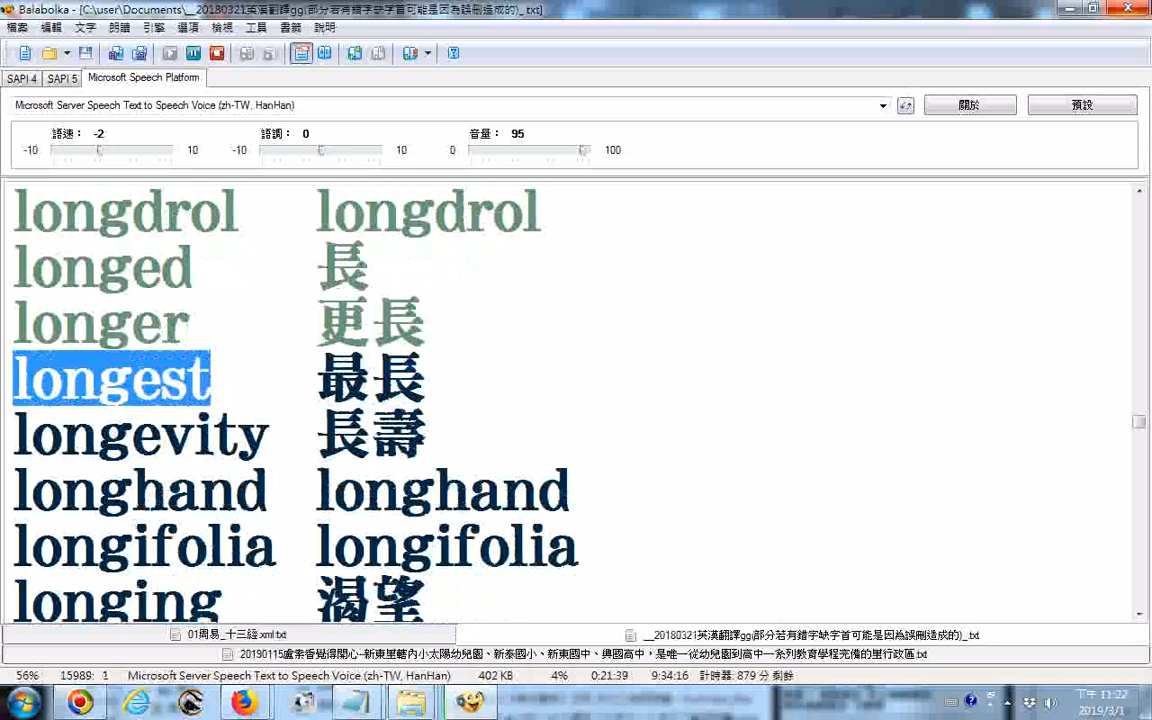 Balabolka - [C:\user\Documents\__20180321英漢翻譯gg(部分若有錯字缺字首可能是因為誤刪造成的)_.txt]
檔案 編輯 文字 朗讀 引擎 選項 檢視 工具 書籤 說明
SAPI 4 SAPI 5 Microsoft Speech Platform
Microsoft Server Speech Text to Speech Voice (zh-TW, HanHan) 關於 預設
語速： -2 語調： 0 音量： 95
-10 10 -10 10 0 100
longdrol longdrol
longed 長
longer 更長
longest 最長
longevity 長壽
longhand longhand
longifolia longifolia
longing 渴望
01周易_十三經.xml.txt __20180321英漢翻譯gg(部分若有錯字缺字首可能是因為誤刪造成的)_.txt
20190115盧素香覺得開心-新東里轄內小太陽幼兒園、新泰國小、新東國中、興國高中，是唯一從幼兒園到高中一系列教育學程完備的里行政區.txt
56% 15989: 1 Microsoft Server Speech Text to Speech Voice (zh-TW, HanHan) 402 KB 4% 0:21:39 9:34:16 計時器: 879 分 剩餘
下午 11:22
2019/3/1